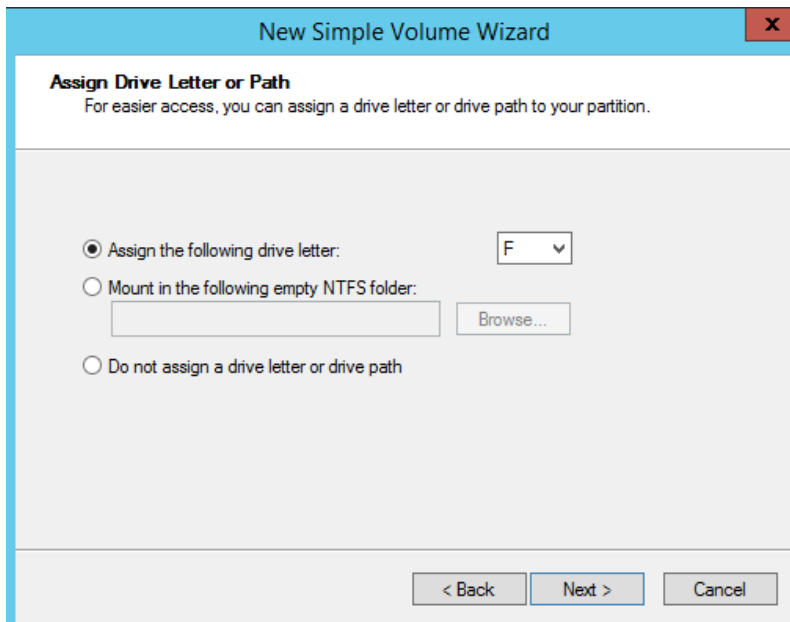 New Simple Volume Wizard
X
Assign Drive Letter or Path
For easier access, you can assign a drive letter or drive path to your partition.
Assign the following drive letter: F
Mount in the following empty NTFS folder:
Browse...
Do not assign a drive letter or drive path
< Back Next > Cancel